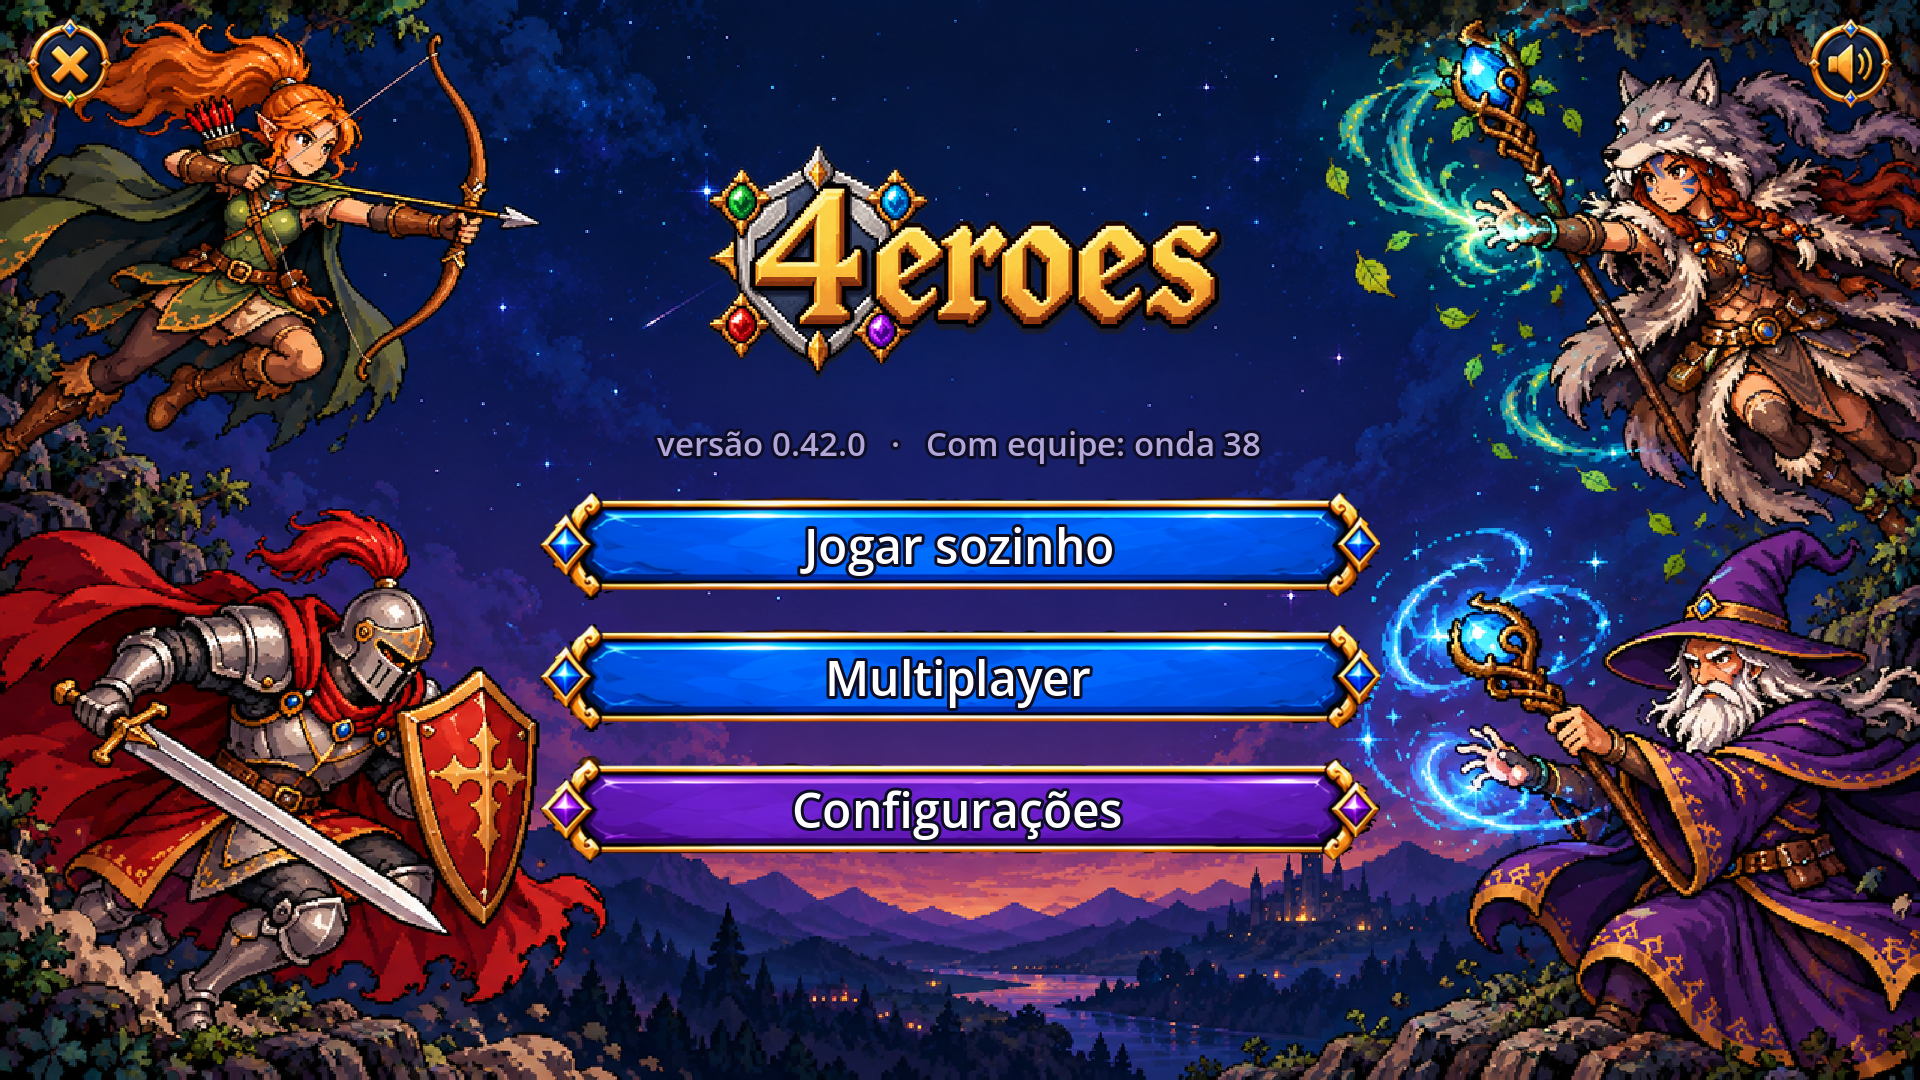 4eroes
versão 0.42.0 · Com equipe: onda 38
Jogar sozinho
Multiplayer
Configurações